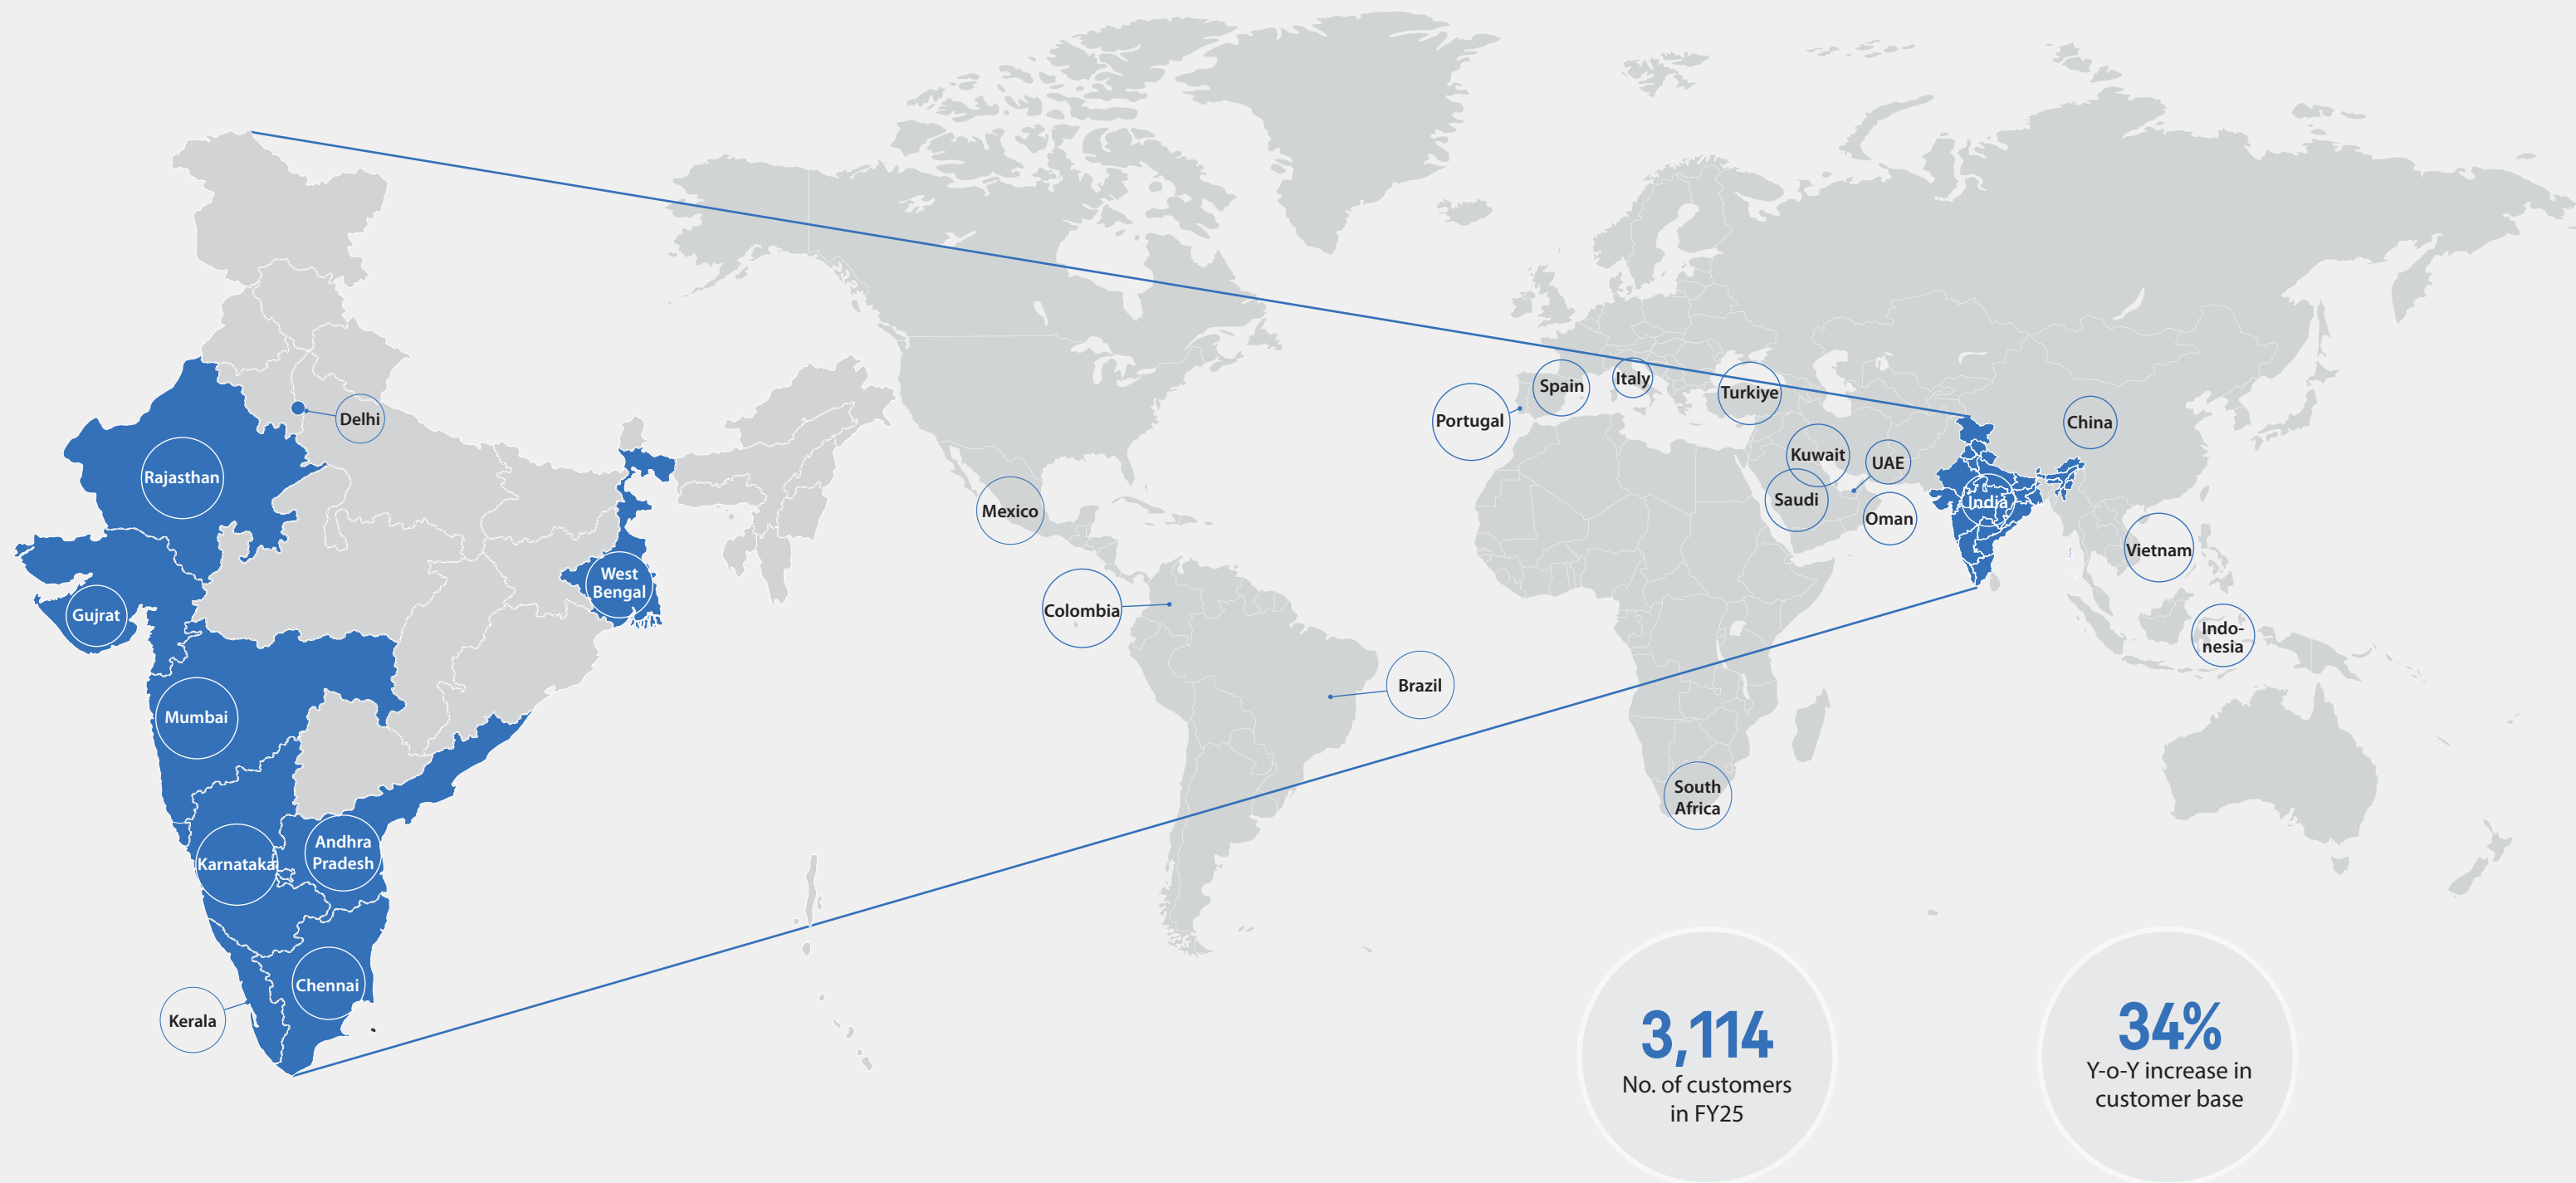 Delhi
Rajasthan
West
Bengal
Gujrat
Mumbai
Andhra
Pradesh
Karnataka
Chennai
Kerala
Mexico
Colombia
Brazil
Portugal
Spain
Italy
Turkiye
Kuwait
UAE
Saudi
Oman
India
China
Vietnam
Indo-
nesia
South
Africa
3,114
No. of customers
in FY25
34%
Y-o-Y increase in
customer base